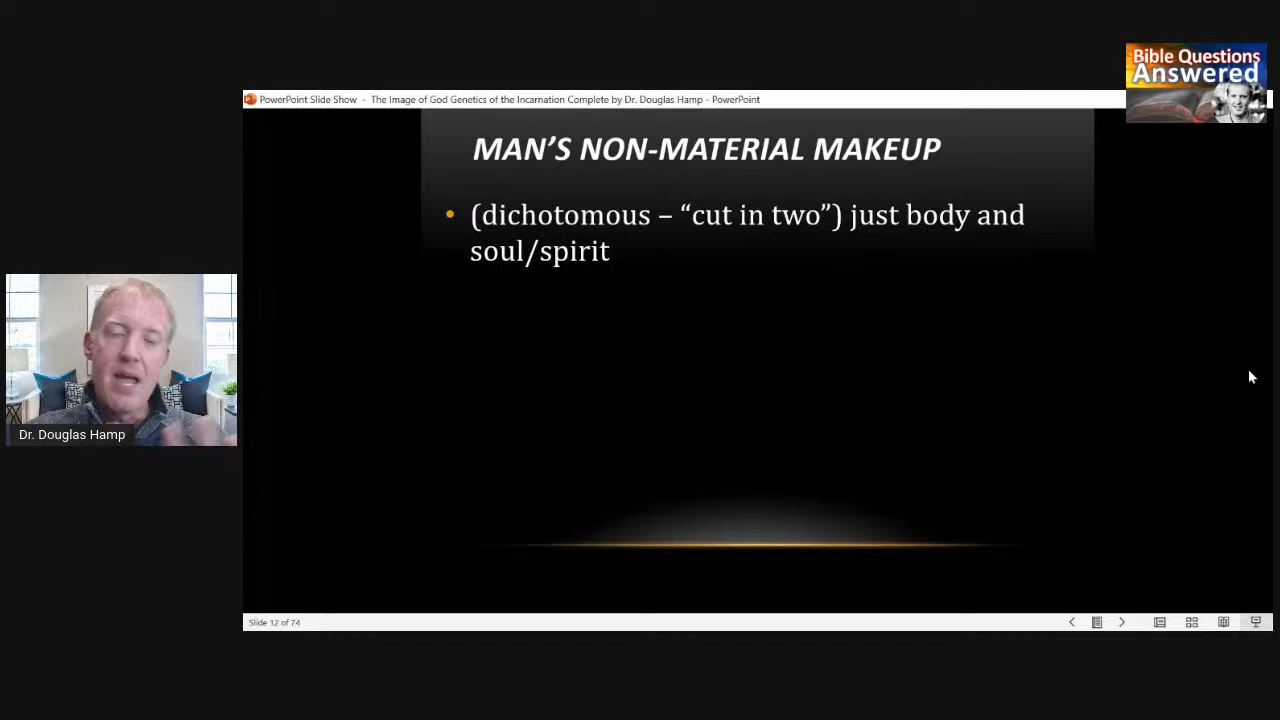 Bible Questions
Answered
PowerPoint Slide Show - The Image of God Genetics of the Incarnation Complete by Dr. Douglas Hamp - PowerPoint
MAN’S NON-MATERIAL MAKEUP
• (dichotomous – “cut in two”) just body and
soul/spirit
Dr. Douglas Hamp
Slide 12 of 74